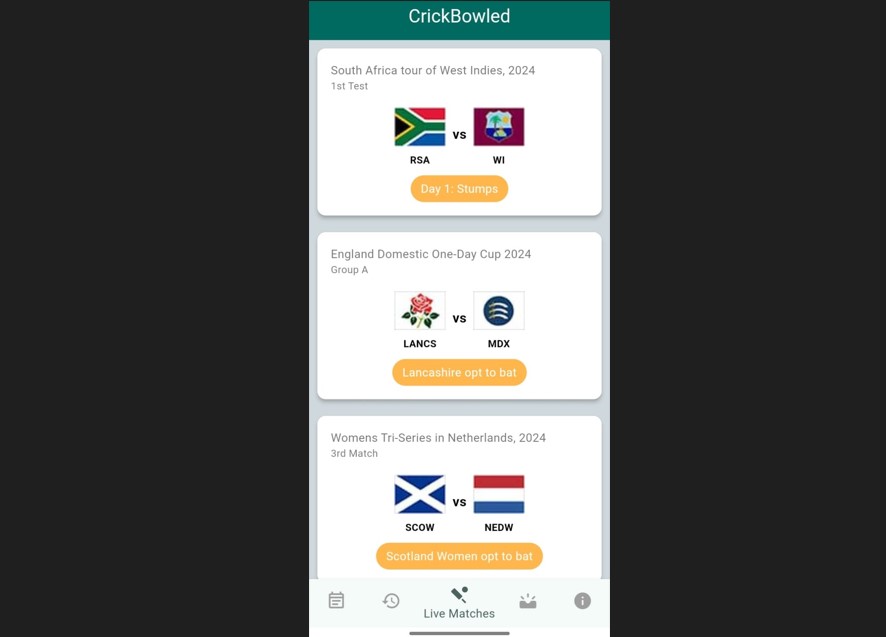 CrickBowled
South Africa tour of West Indies, 2024
1st Test
vs
RSA WI
Day 1: Stumps
England Domestic One-Day Cup 2024
Group A
vs
LANCS MDX
Lancashire opt to bat
Womens Tri-Series in Netherlands, 2024
3rd Match
vs
SCOW NEDW
Scotland Women opt to bat
Live Matches